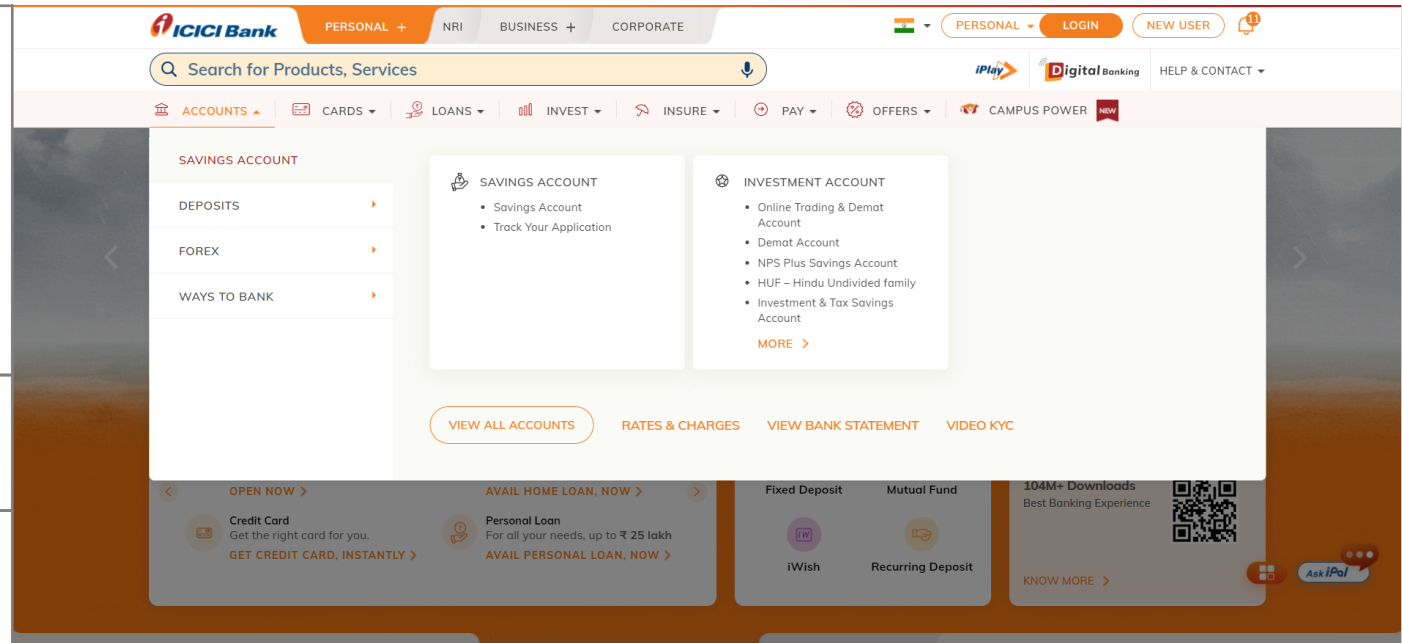 ICICI Bank
PERSONAL +
NRI
BUSINESS +
CORPORATE
PERSONAL
LOGIN
NEW USER
11
Search for Products, Services
iPlay
Digital Banking
HELP & CONTACT
ACCOUNTS
CARDS
LOANS
INVEST
INSURE
PAY
OFFERS
CAMPUS POWER
NEW
SAVINGS ACCOUNT
DEPOSITS
FOREX
WAYS TO BANK
SAVINGS ACCOUNT
• Savings Account
• Track Your Application
INVESTMENT ACCOUNT
• Online Trading & Demat
Account
• Demat Account
• NPS Plus Savings Account
• HUF – Hindu Undivided family
• Investment & Tax Savings
Account
MORE >
VIEW ALL ACCOUNTS
RATES & CHARGES
VIEW BANK STATEMENT
VIDEO KYC
OPEN NOW >
AVAIL HOME LOAN, NOW >
Credit Card
Get the right card for you.
GET CREDIT CARD, INSTANTLY >
Personal Loan
For all your needs, up to ₹ 25 lakh
AVAIL PERSONAL LOAN, NOW >
Fixed Deposit
Mutual Fund
iW
iWish
Recurring Deposit
104M+ Downloads
Best Banking Experience
KNOW MORE >
Ask iPal